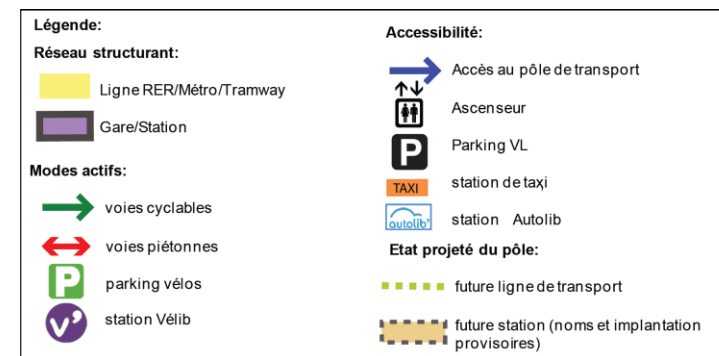 Légende:
Réseau structurant:
Ligne RER/Métro/Tramway
Gare/Station
Modes actifs:
voies cyclables
voies piétonnes
P
parking vélos
v'
station Vélib
Accessibilité:
Accès au pôle de transport
Ascenseur
P
Parking VL
TAXI
station de taxi
autolib'
station Autolib
Etat projeté du pôle:
future ligne de transport
future station (noms et implantation
provisoires)